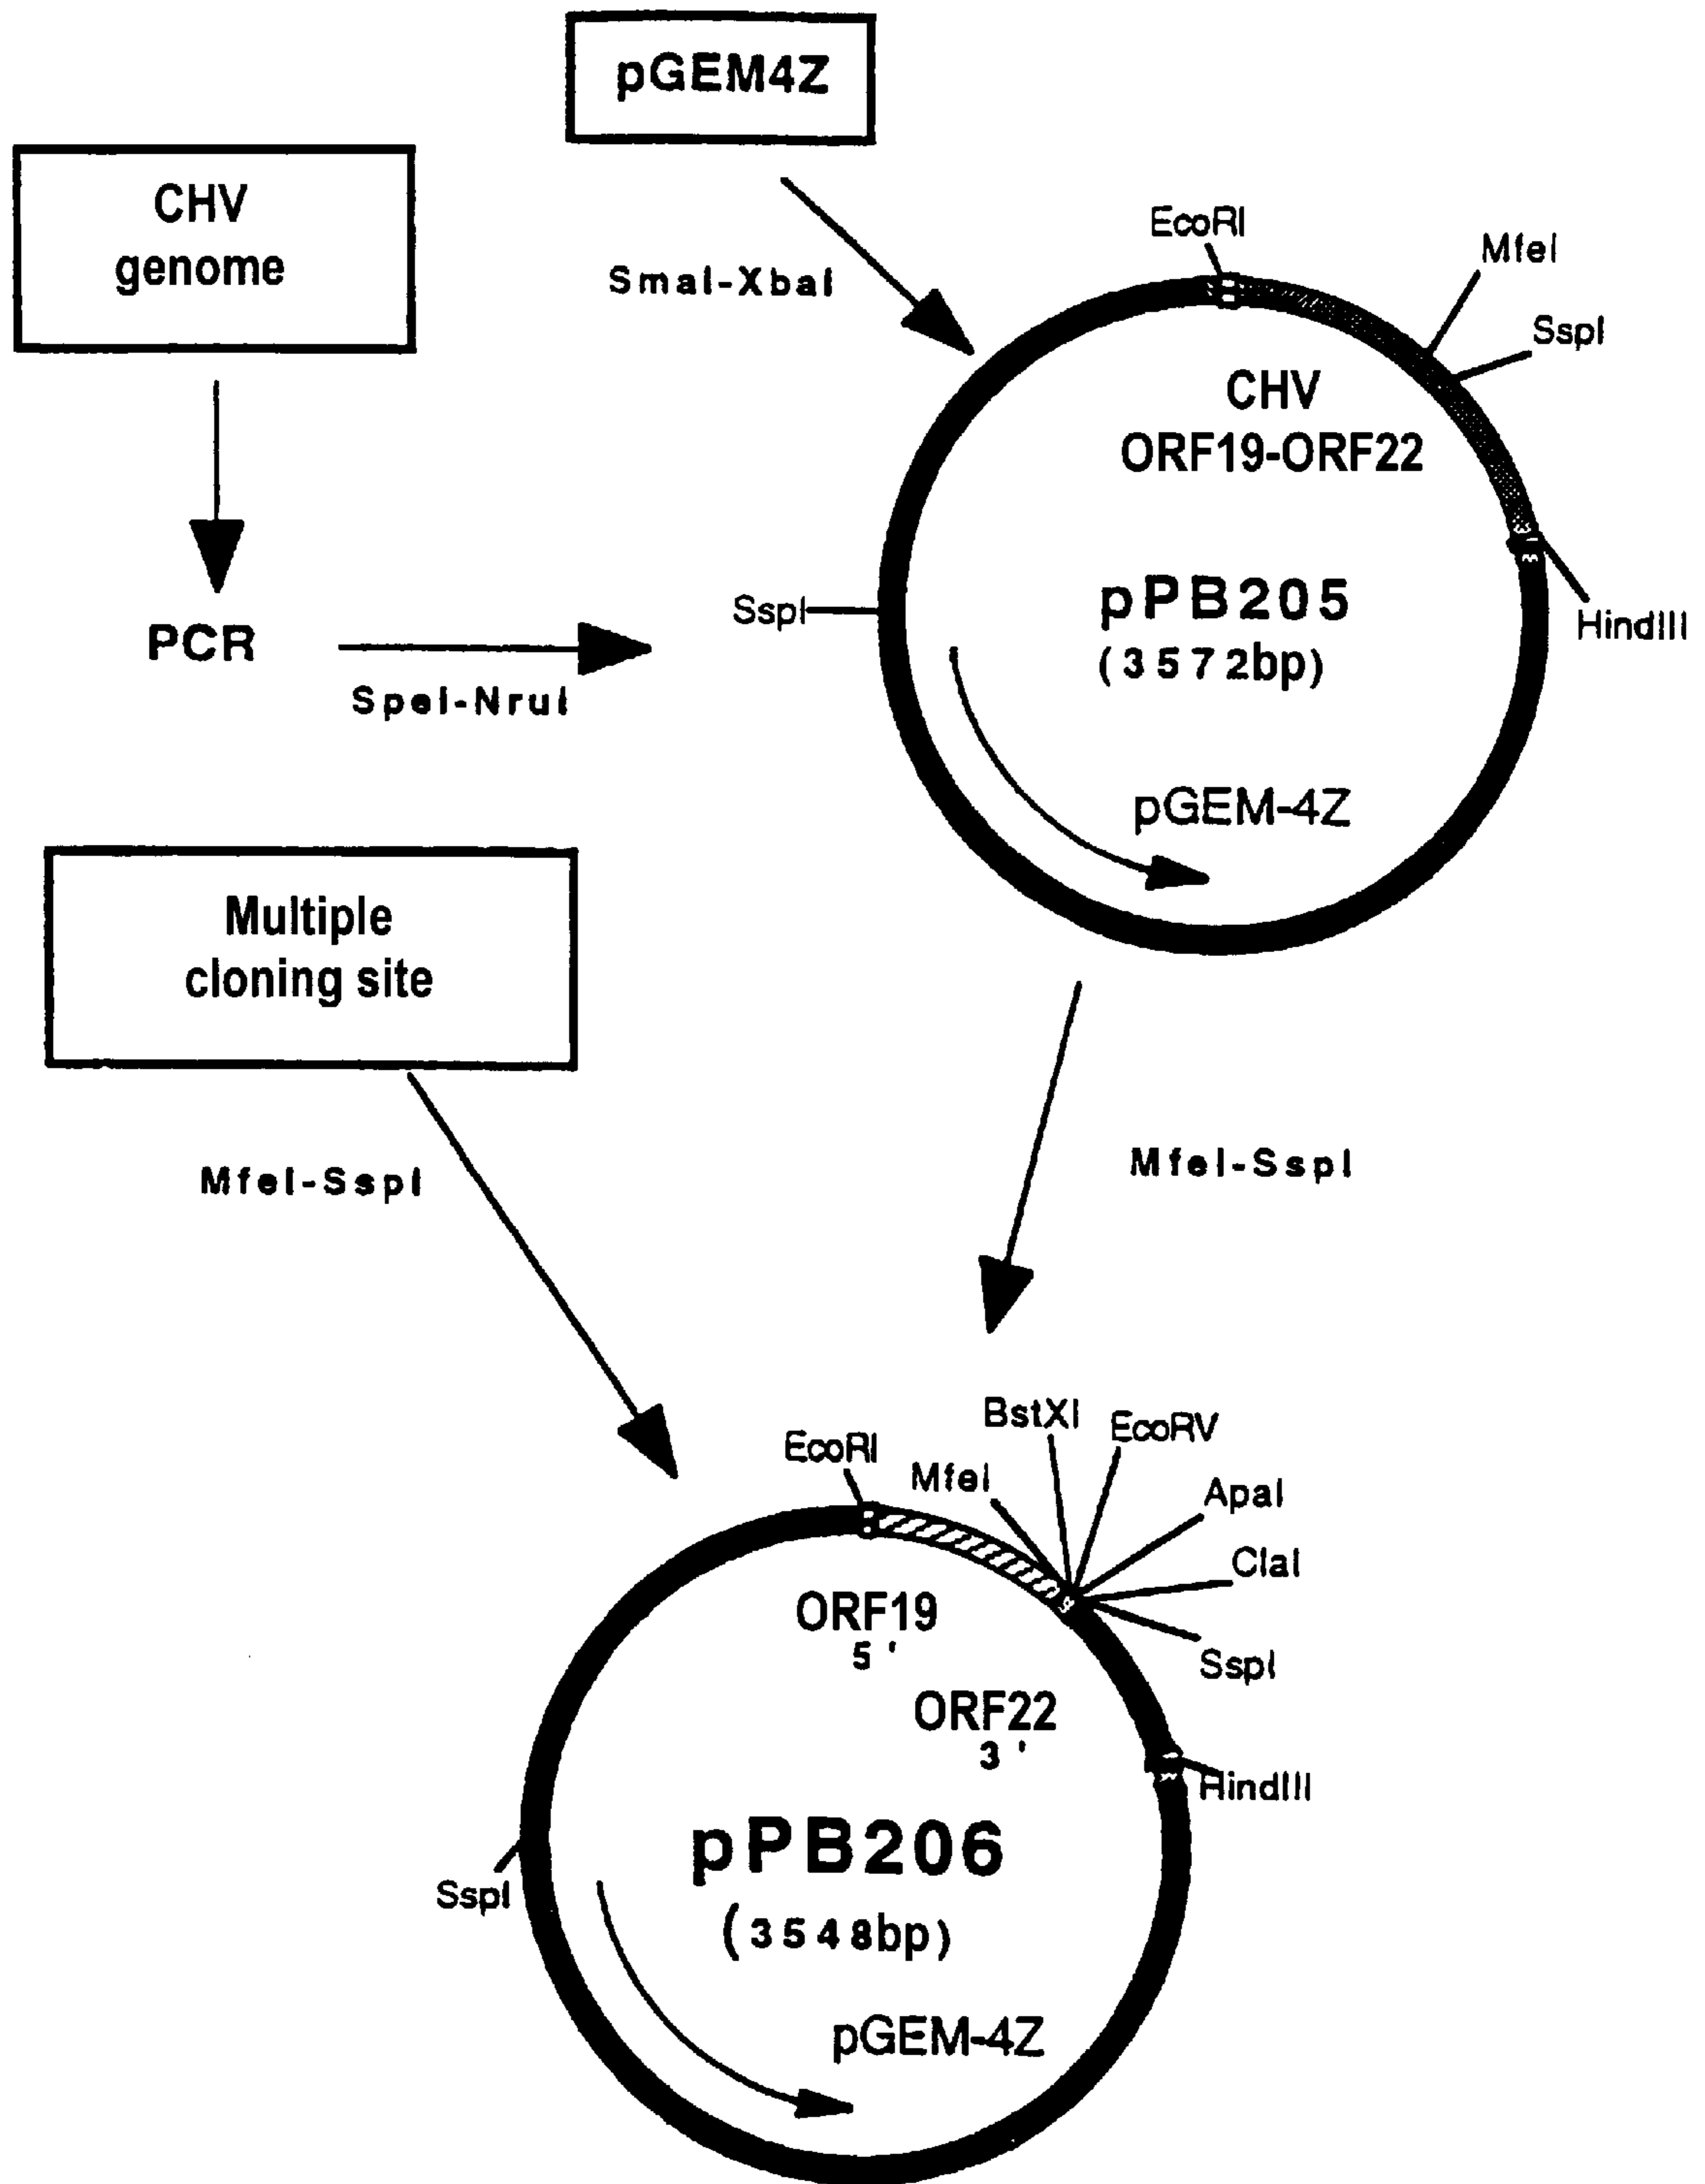 pGEM4Z
CHV
genome
SmaI-XbaI
EcoRI
MfeI
SspI
CHV
ORF19-ORF22
PCR
SpeI-NruI
SspI
pPB205
(3572bp)
HindIII
pGEM-4Z
Multiple
cloning site
MfeI-SspI
MfeI-SspI
BstXI
EcoRV
EcoRI
MfeI
ApaI
ClaI
ORF19
5 '
SspI
ORF22
3 '
HindIII
pPB206
SspI
(3548bp)
pGEM-4Z